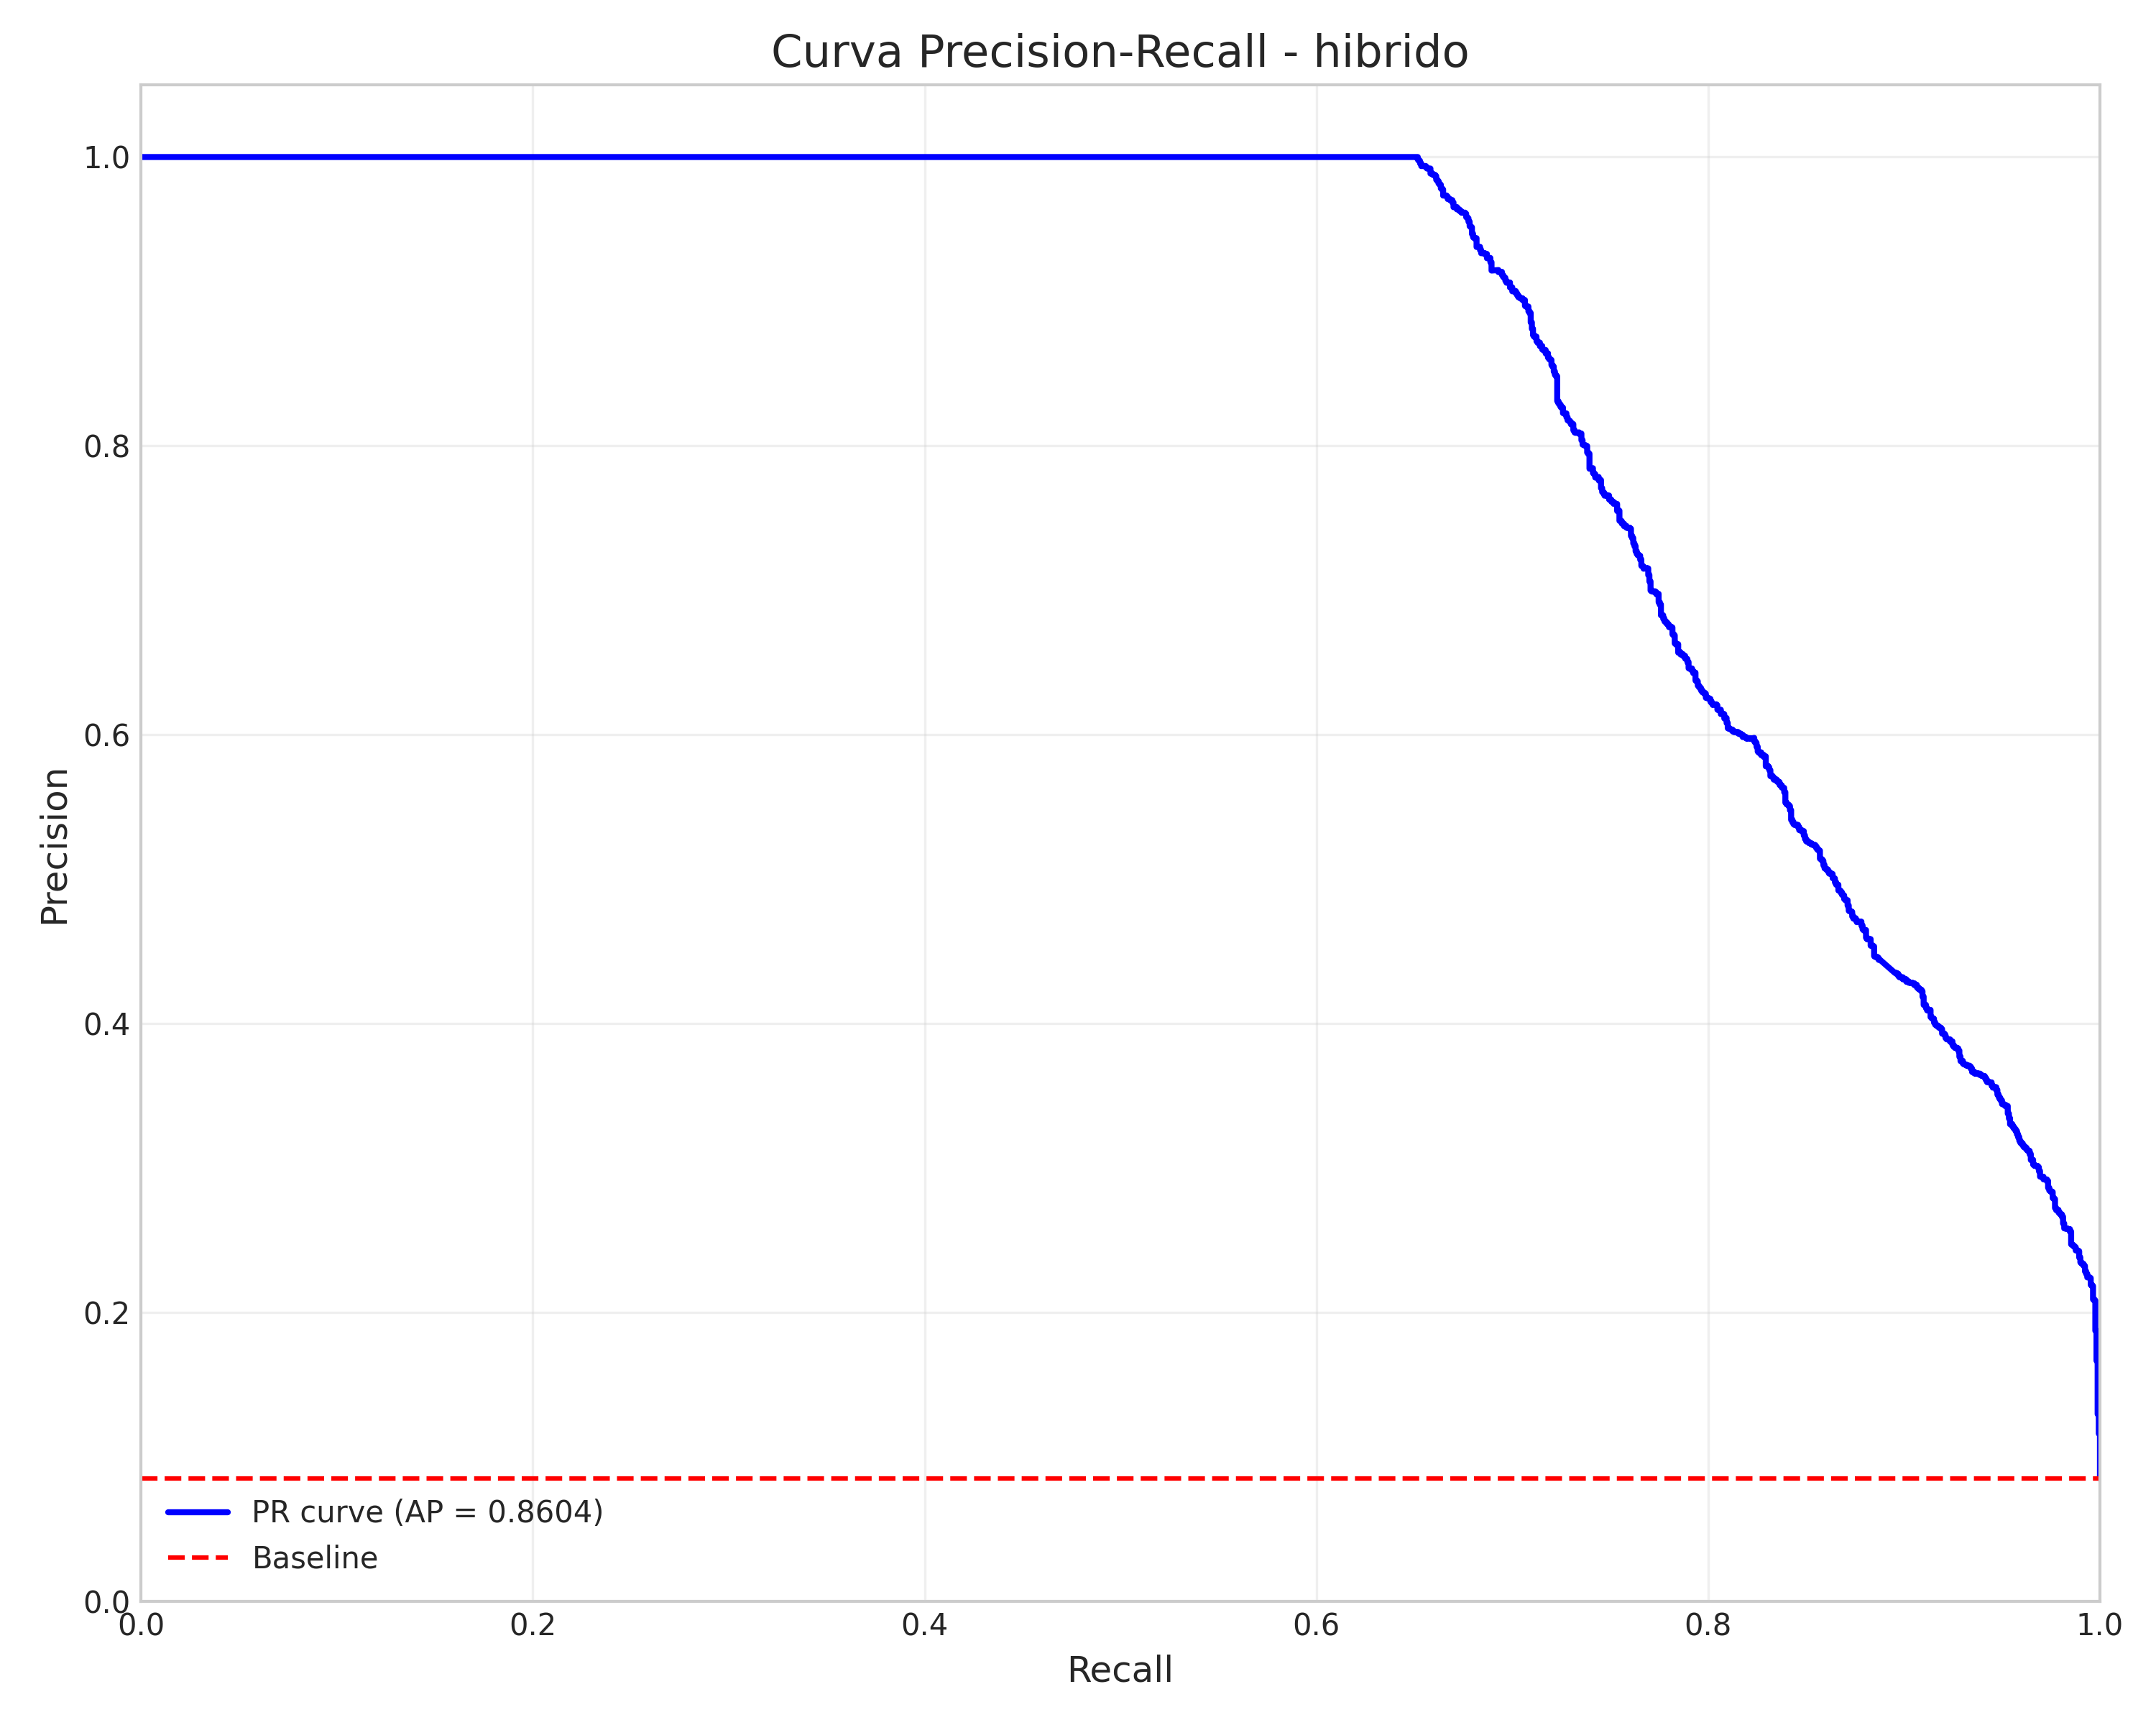 Curva Precision-Recall - hibrido
1.0
0.8
0.6
0.4
0.2
0.0
Precision
PR curve (AP = 0.8604)
Baseline
0.0 0.2 0.4 0.6 0.8 1.0
Recall